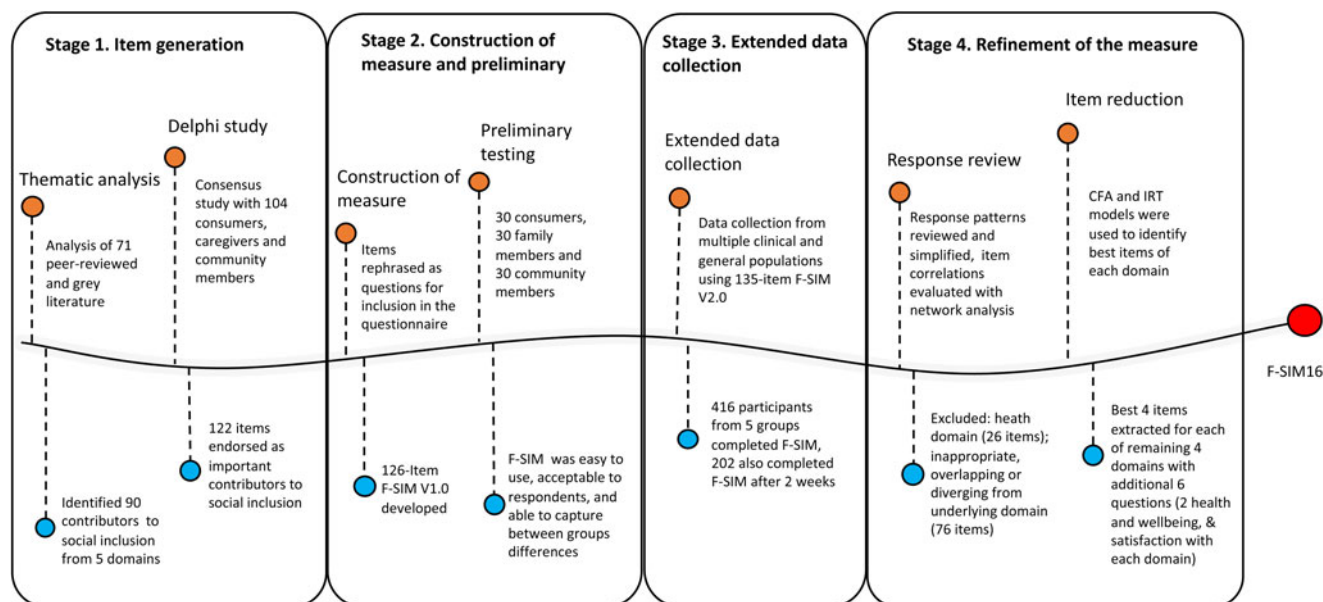 Stage 1. Item generation
Thematic analysis
Analysis of 71
peer-reviewed
and grey
literature
Identified 90
contributors to
social inclusion
from 5 domains
Delphi study
Consensus
study with 104
consumers,
caregivers and
community
members
122 items
endorsed as
important
contributors to
social inclusion
Stage 2. Construction of
measure and preliminary
Construction of
measure
Items
rephrased as
questions for
inclusion in the
questionnaire
126-Item
F-SIM V1.0
developed
Preliminary
testing
30 consumers,
30 family
members and
30 community
members
F-SIM was easy to
use, acceptable to
respondents, and
able to capture
between groups
differences
Stage 3. Extended data
collection
Extended data
collection
Data collection from
multiple clinical and
general populations
using 135-item F-SIM
V2.0
416 participants
from 5 groups
completed F-SIM,
202 also completed
F-SIM after 2 weeks
Stage 4. Refinement of the measure
Response review
Response patterns
reviewed and
simplified, item
correlations
evaluated with
network analysis
Excluded: heath
domain (26 items);
inappropriate,
overlapping or
diverging from
underlying domain
(76 items)
Item reduction
CFA and IRT
models were
used to identify
best items of
each domain
Best 4 items
extracted for each
of remaining 4
domains with
additional 6
questions (2 health
and wellbeing, &
satisfaction with
each domain)
F-SIM16